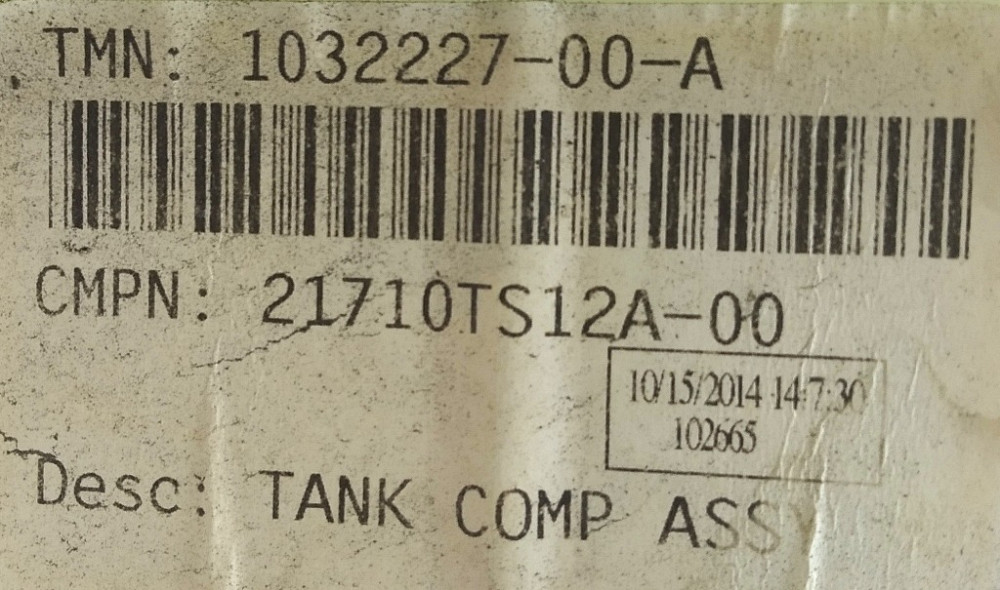 TMN: 1032227-00-A
CMPN: 21710TS12A-00
10/15/2014 14:7:30
102665
Desc: TANK COMP ASSY